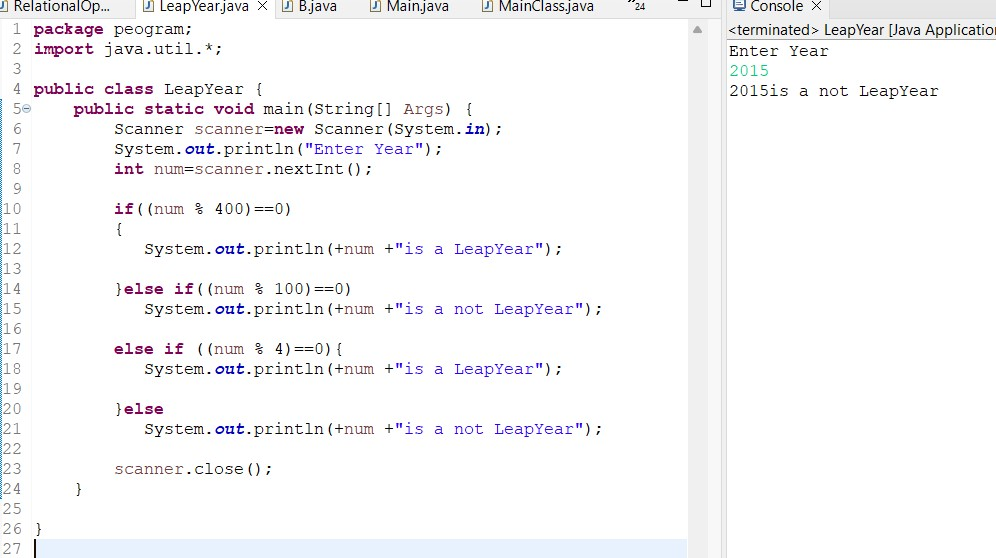 RelationalOp... LeapYear.java B.java Main.java MainClass.java "24
1 package peogram;
2 import java.util.*;
3
4 public class LeapYear {
5 public static void main(String[] Args) {
6 Scanner scanner=new Scanner(System.in);
7 System.out.println("Enter Year");
8 int num=scanner.nextInt();
9
10 if((num % 400)==0)
11 {
12 System.out.println(+num +"is a LeapYear");
13
14 }else if((num % 100)==0)
15 System.out.println(+num +"is a not LeapYear");
16
17 else if ((num % 4)==0){
18 System.out.println(+num +"is a LeapYear");
19
20 }else
21 System.out.println(+num +"is a not LeapYear");
22
23 scanner.close();
24 }
25
26 }
27
Console
<terminated> LeapYear [Java Application
Enter Year
2015
2015is a not LeapYear